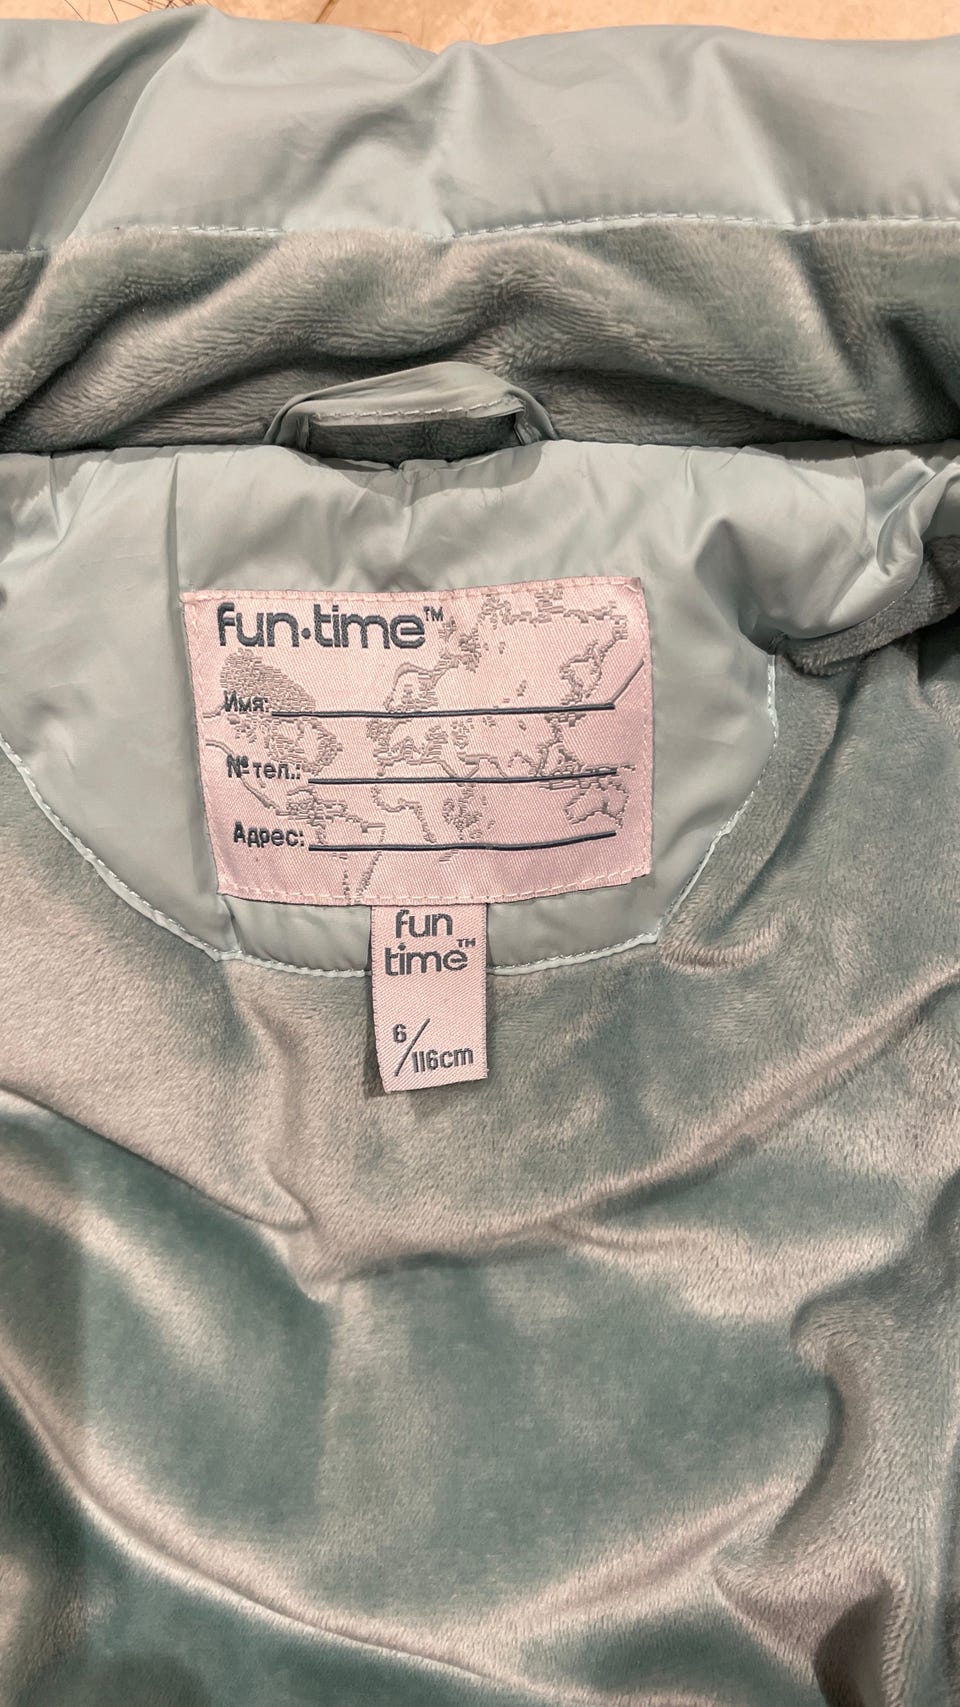 fun·time™
Имя:
№ тел.:
Адрес:
fun
time™
6/116cm